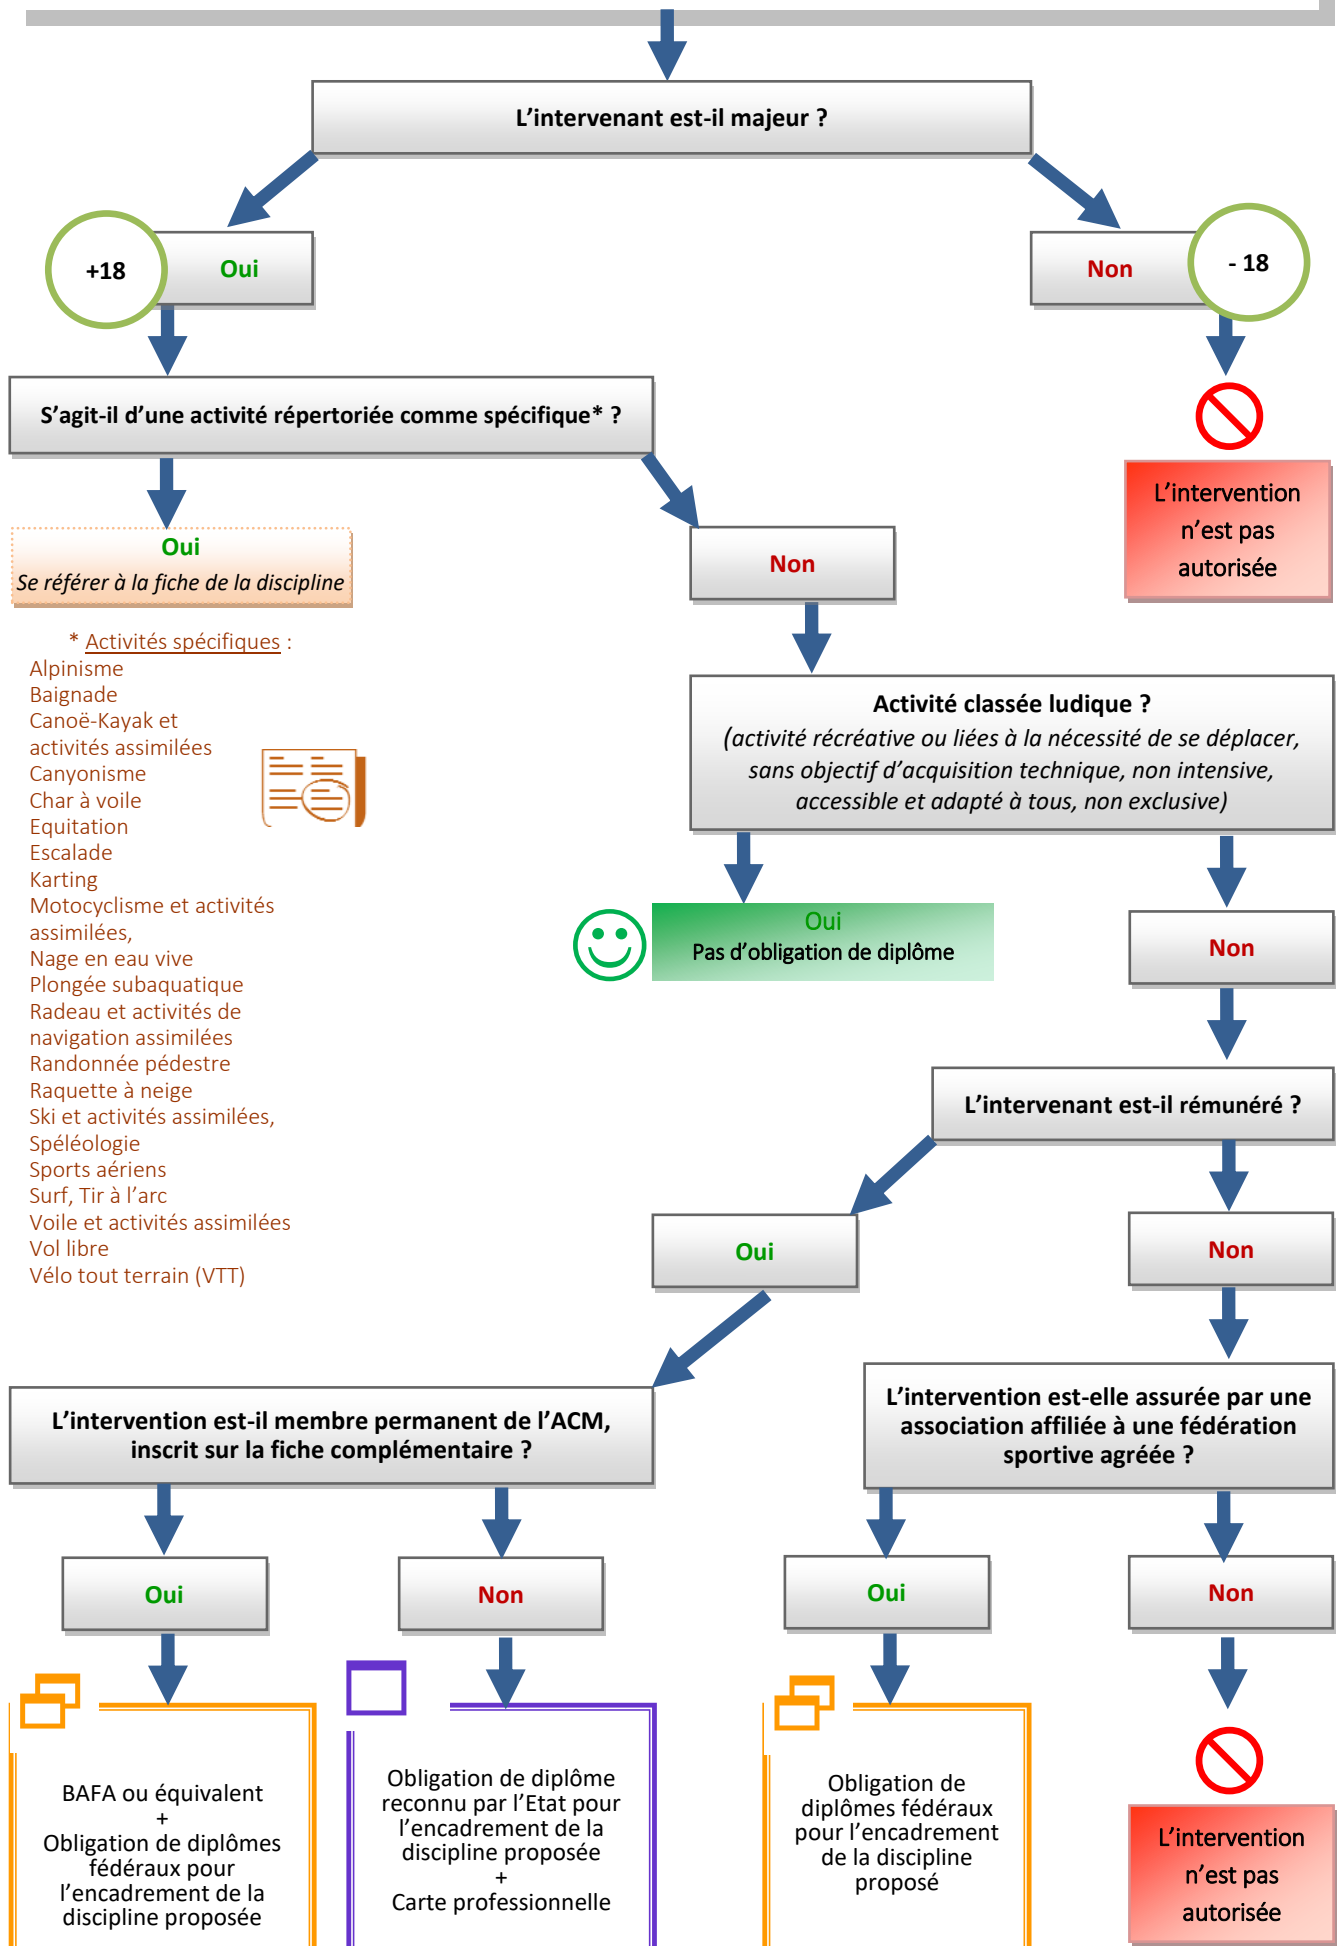 L'intervenant est-il majeur ?
+18
Oui
Non
- 18
S'agit-il d'une activité répertoriée comme spécifique* ?
Oui
Se référer à la fiche de la discipline
Non
L'intervention
n'est pas
autorisée
* Activités spécifiques :
Alpinisme
Baignade
Canoë-Kayak et
activités assimilées
Canyonisme
Char à voile
Equitation
Escalade
Karting
Motocyclisme et activités
assimilées,
Nage en eau vive
Plongée subaquatique
Radeau et activités de
navigation assimilées
Randonnée pédestre
Raquette à neige
Ski et activités assimilées,
Spéléologie
Sports aériens
Surf, Tir à l'arc
Voile et activités assimilées
Vol libre
Vélo tout terrain (VTT)
Activité classée ludique ?
(activité récréative ou liées à la nécessité de se déplacer,
sans objectif d'acquisition technique, non intensive,
accessible et adapté à tous, non exclusive)
Oui
Pas d'obligation de diplôme
Non
L'intervenant est-il rémunéré ?
Oui
Non
L'intervention est-il membre permanent de l'ACM,
inscrit sur la fiche complémentaire ?
L'intervention est-elle assurée par une
association affiliée à une fédération
sportive agréée ?
Oui
Non
Oui
Non
BAFA ou équivalent
+
Obligation de diplômes
fédéraux pour
l'encadrement de la
discipline proposée
Obligation de diplôme
reconnu par l'Etat pour
l'encadrement de la
discipline proposée
+
Carte professionnelle
Obligation de
diplômes fédéraux
pour l'encadrement
de la discipline
proposé
L'intervention
n'est pas
autorisée